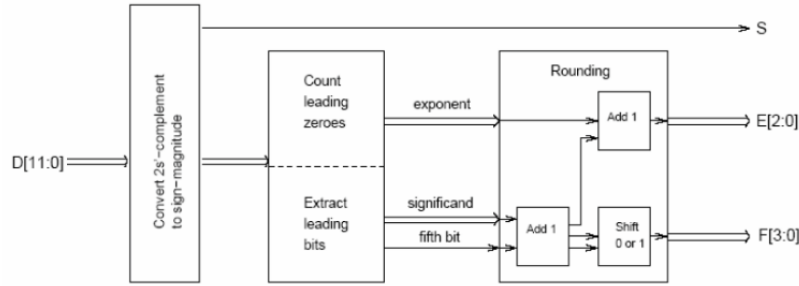 S
Count
leading
zeroes
Rounding
exponent
Add 1
E[2:0]
D[11:0]
Convert 2s'-complement
to sign-magnitude
Extract
leading
bits
significand
fifth bit
Add 1
Shift
0 or 1
F[3:0]